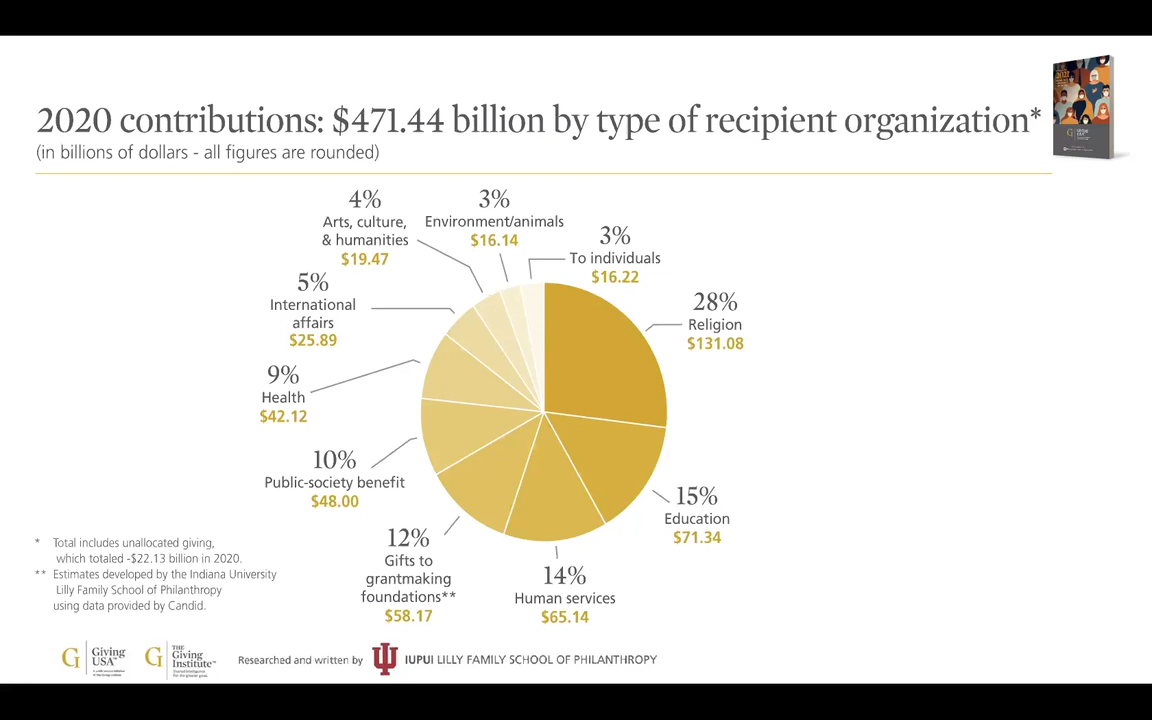 2020 contributions: $471.44 billion by type of recipient organization*
(in billions of dollars - all figures are rounded)
4%
Arts, culture,
& humanities
$19.47
3%
Environment/animals
$16.14
3%
To individuals
$16.22
28%
Religion
$131.08
5%
International
affairs
$25.89
9%
Health
$42.12
10%
Public-society benefit
$48.00
15%
Education
$71.34
12%
Gifts to
grantmaking
foundations**
$58.17
14%
Human services
$65.14
* Total includes unallocated giving,
which totaled -$22.13 billion in 2020.
** Estimates developed by the Indiana University
Lilly Family School of Philanthropy
using data provided by Candid.
G Giving
USA™
G THE
Giving
Institute™
Researched and written by
IUPUI LILLY FAMILY SCHOOL OF PHILANTHROPY